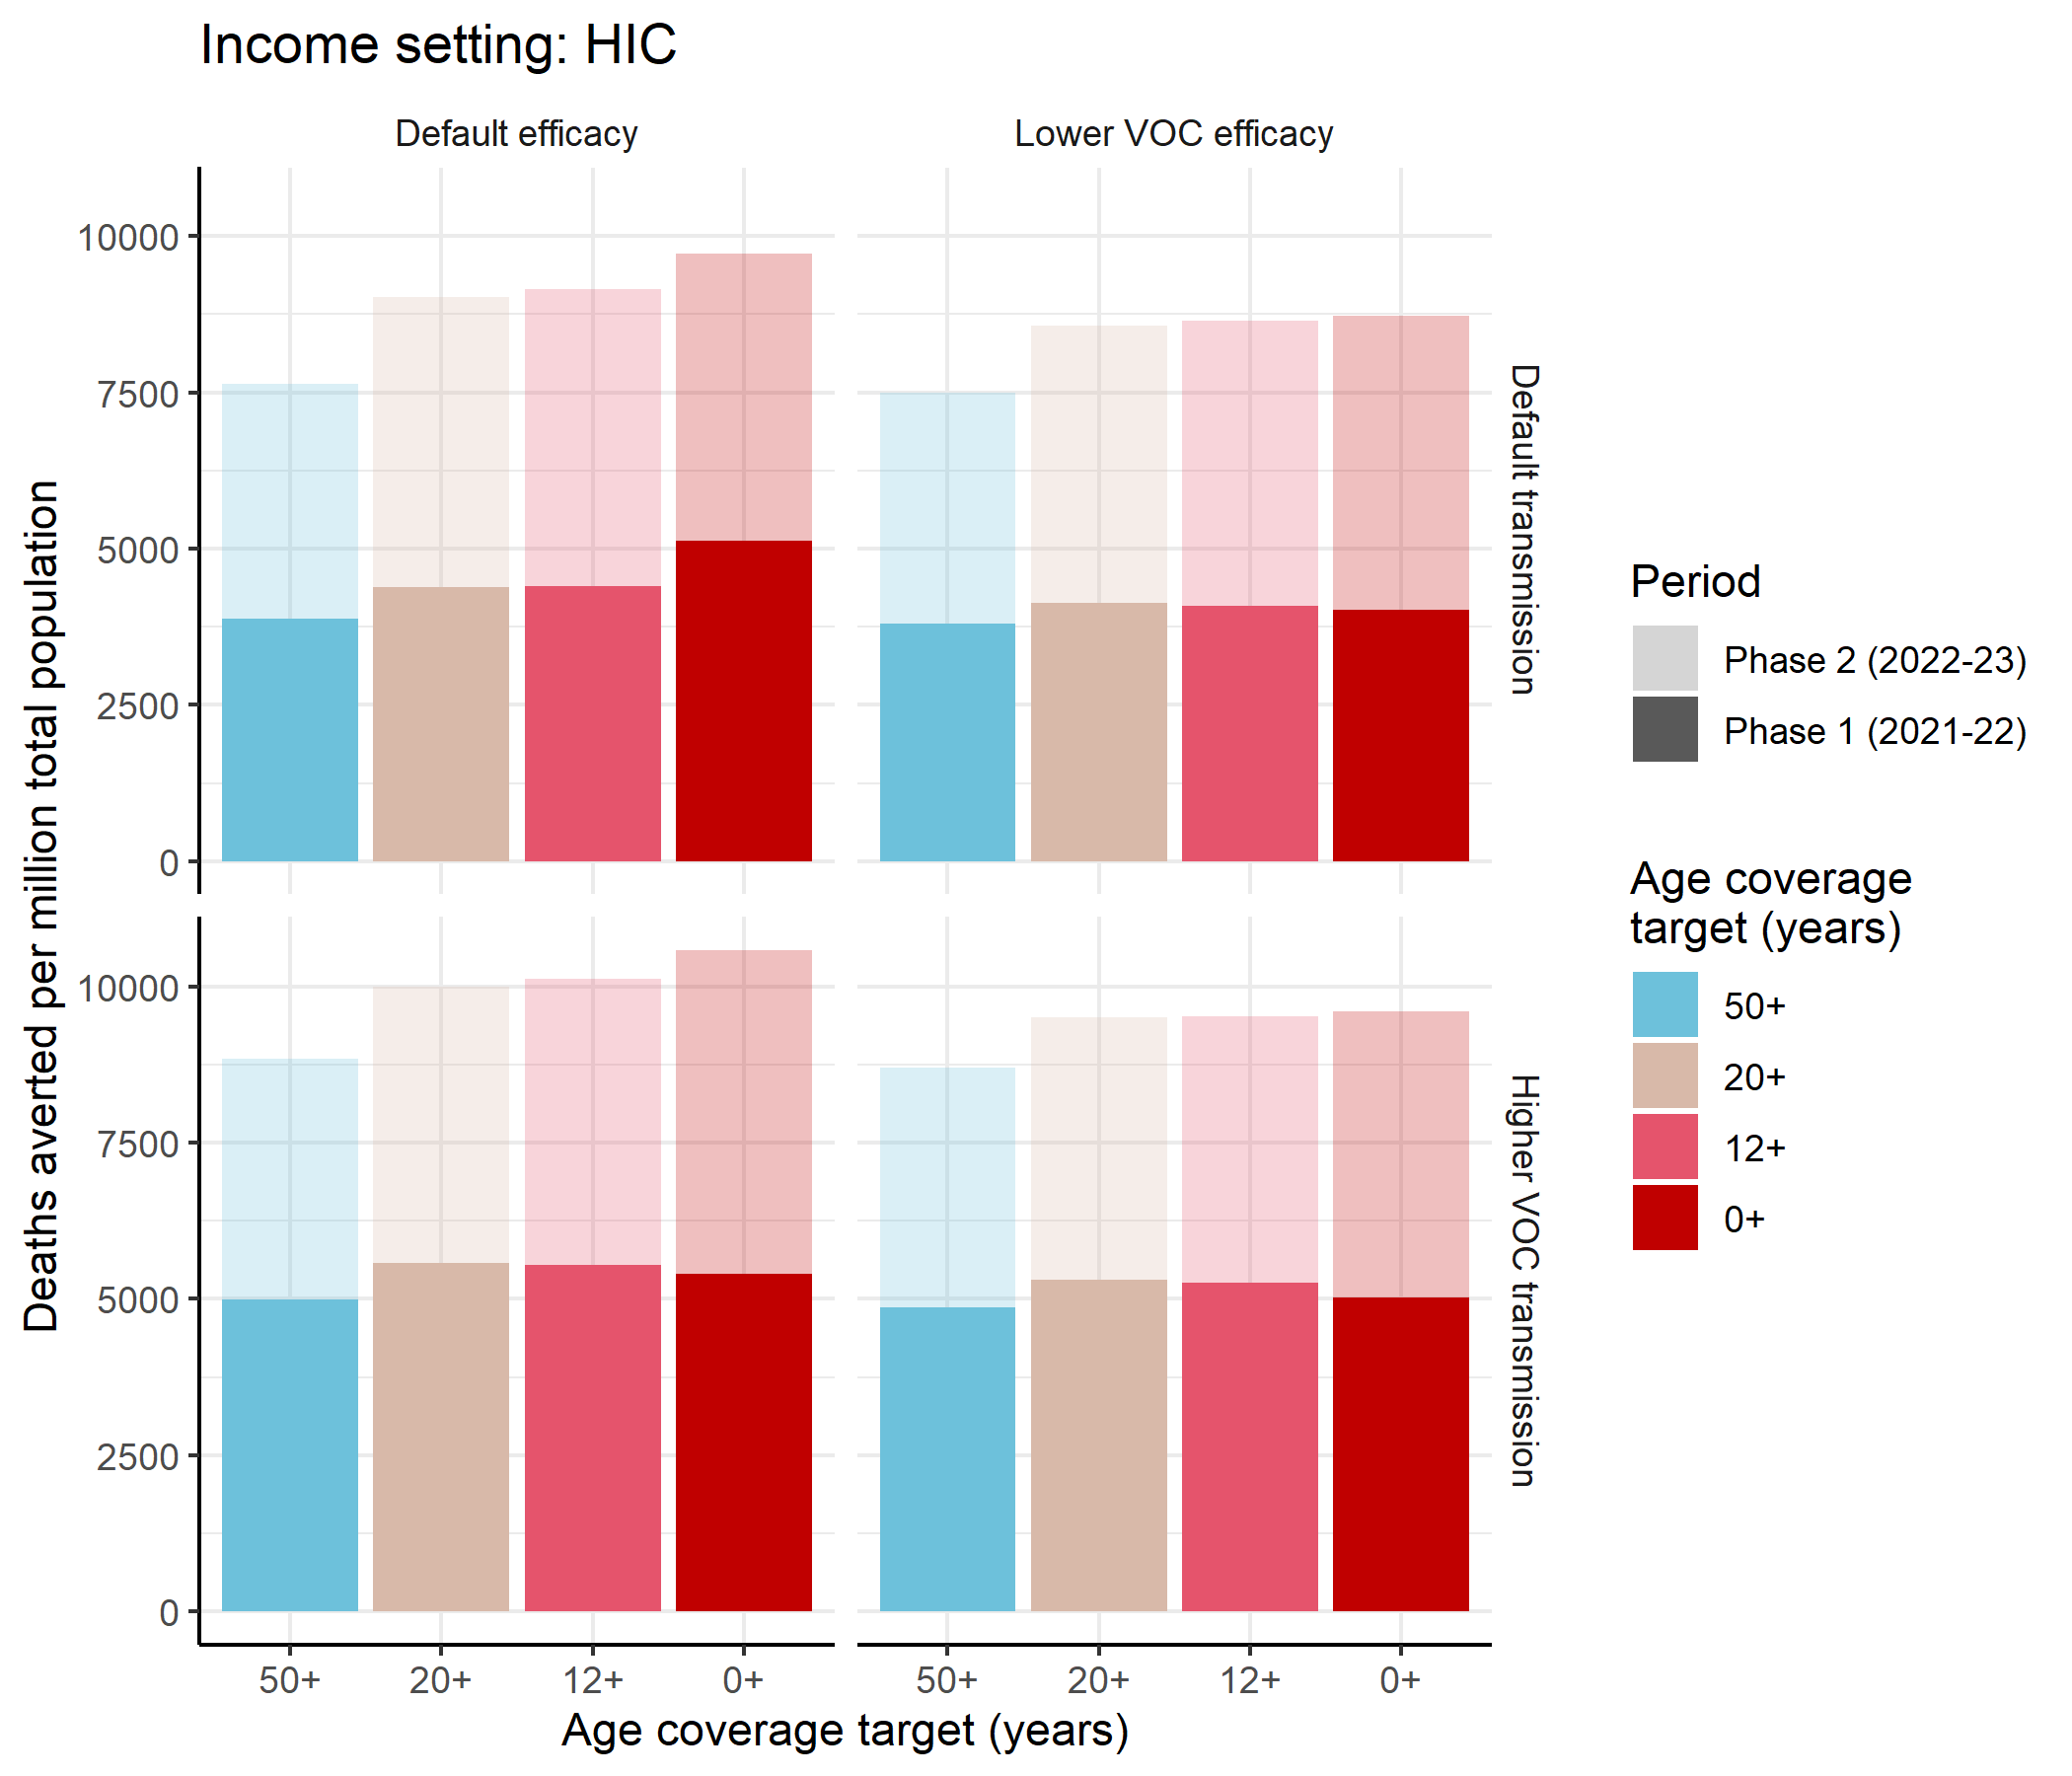 Income setting: HIC
Default efficacy
Lower VOC efficacy
Deaths averted per million total population
10000
7500
5000
2500
0
Default transmission
10000
7500
5000
2500
0
Higher VOC transmission
50+
20+
12+
0+
50+
20+
12+
0+
Age coverage target (years)
Period
Phase 2 (2022-23)
Phase 1 (2021-22)
Age coverage
target (years)
50+
20+
12+
0+